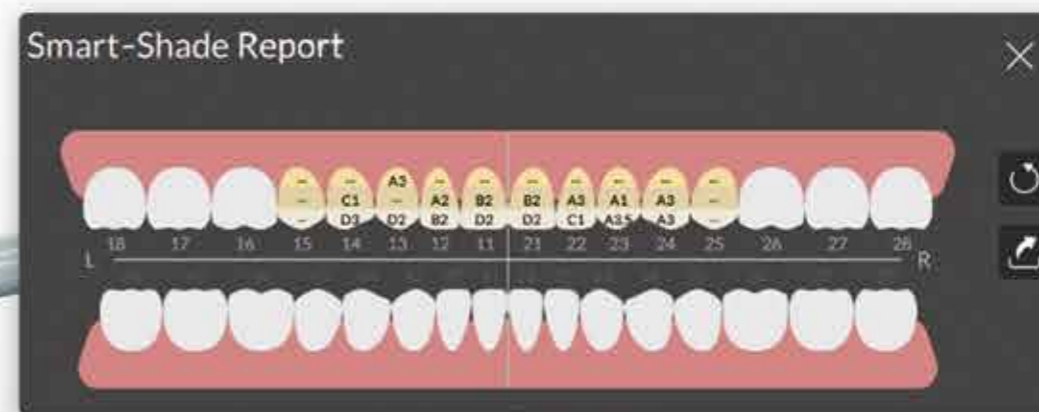 Smart-Shade Report
-- -- A3 -- -- -- -- -- -- --
-- C1 -- A2 B2 B2 A3 A1 A3 --
-- D3 D2 B2 D2 D2 C1 A3.5 A3 --
18 17 16 15 14 13 12 11 21 22 23 24 25 26 27 28
L R